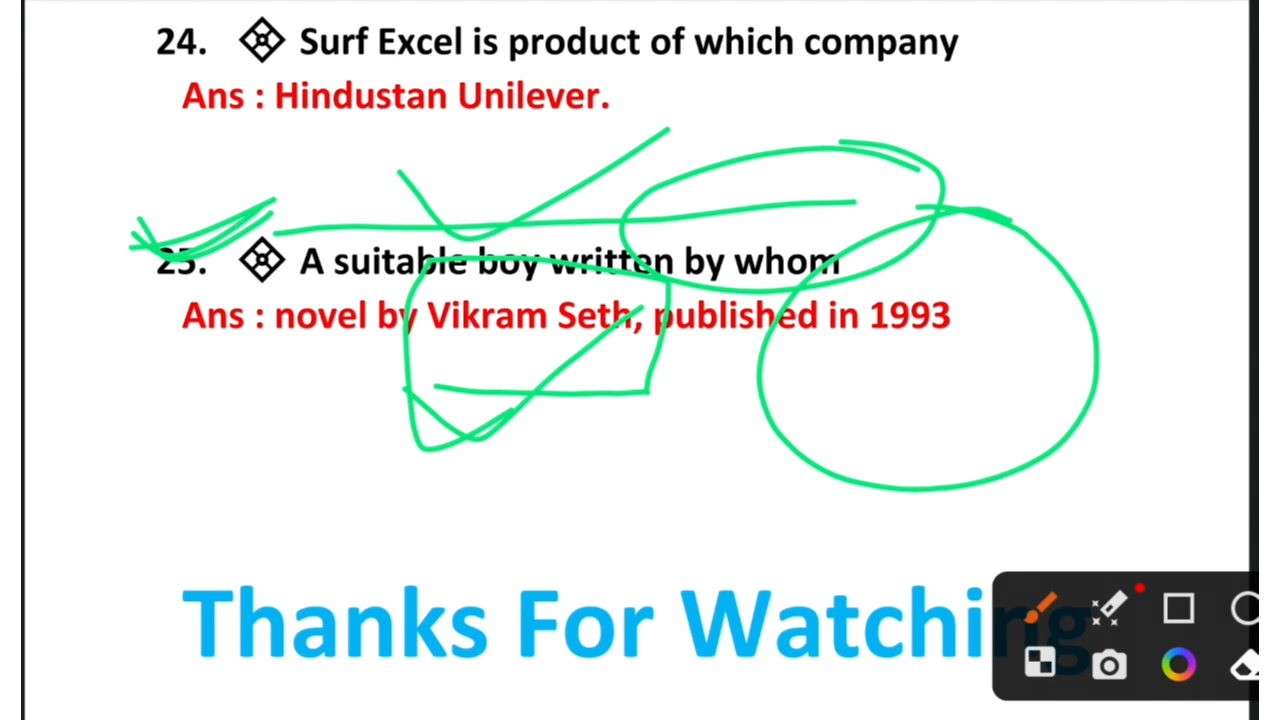 24. Surf Excel is product of which company
Ans : Hindustan Unilever.
25. A suitable boy written by whom
Ans : novel by Vikram Seth, published in 1993
Thanks For Watching